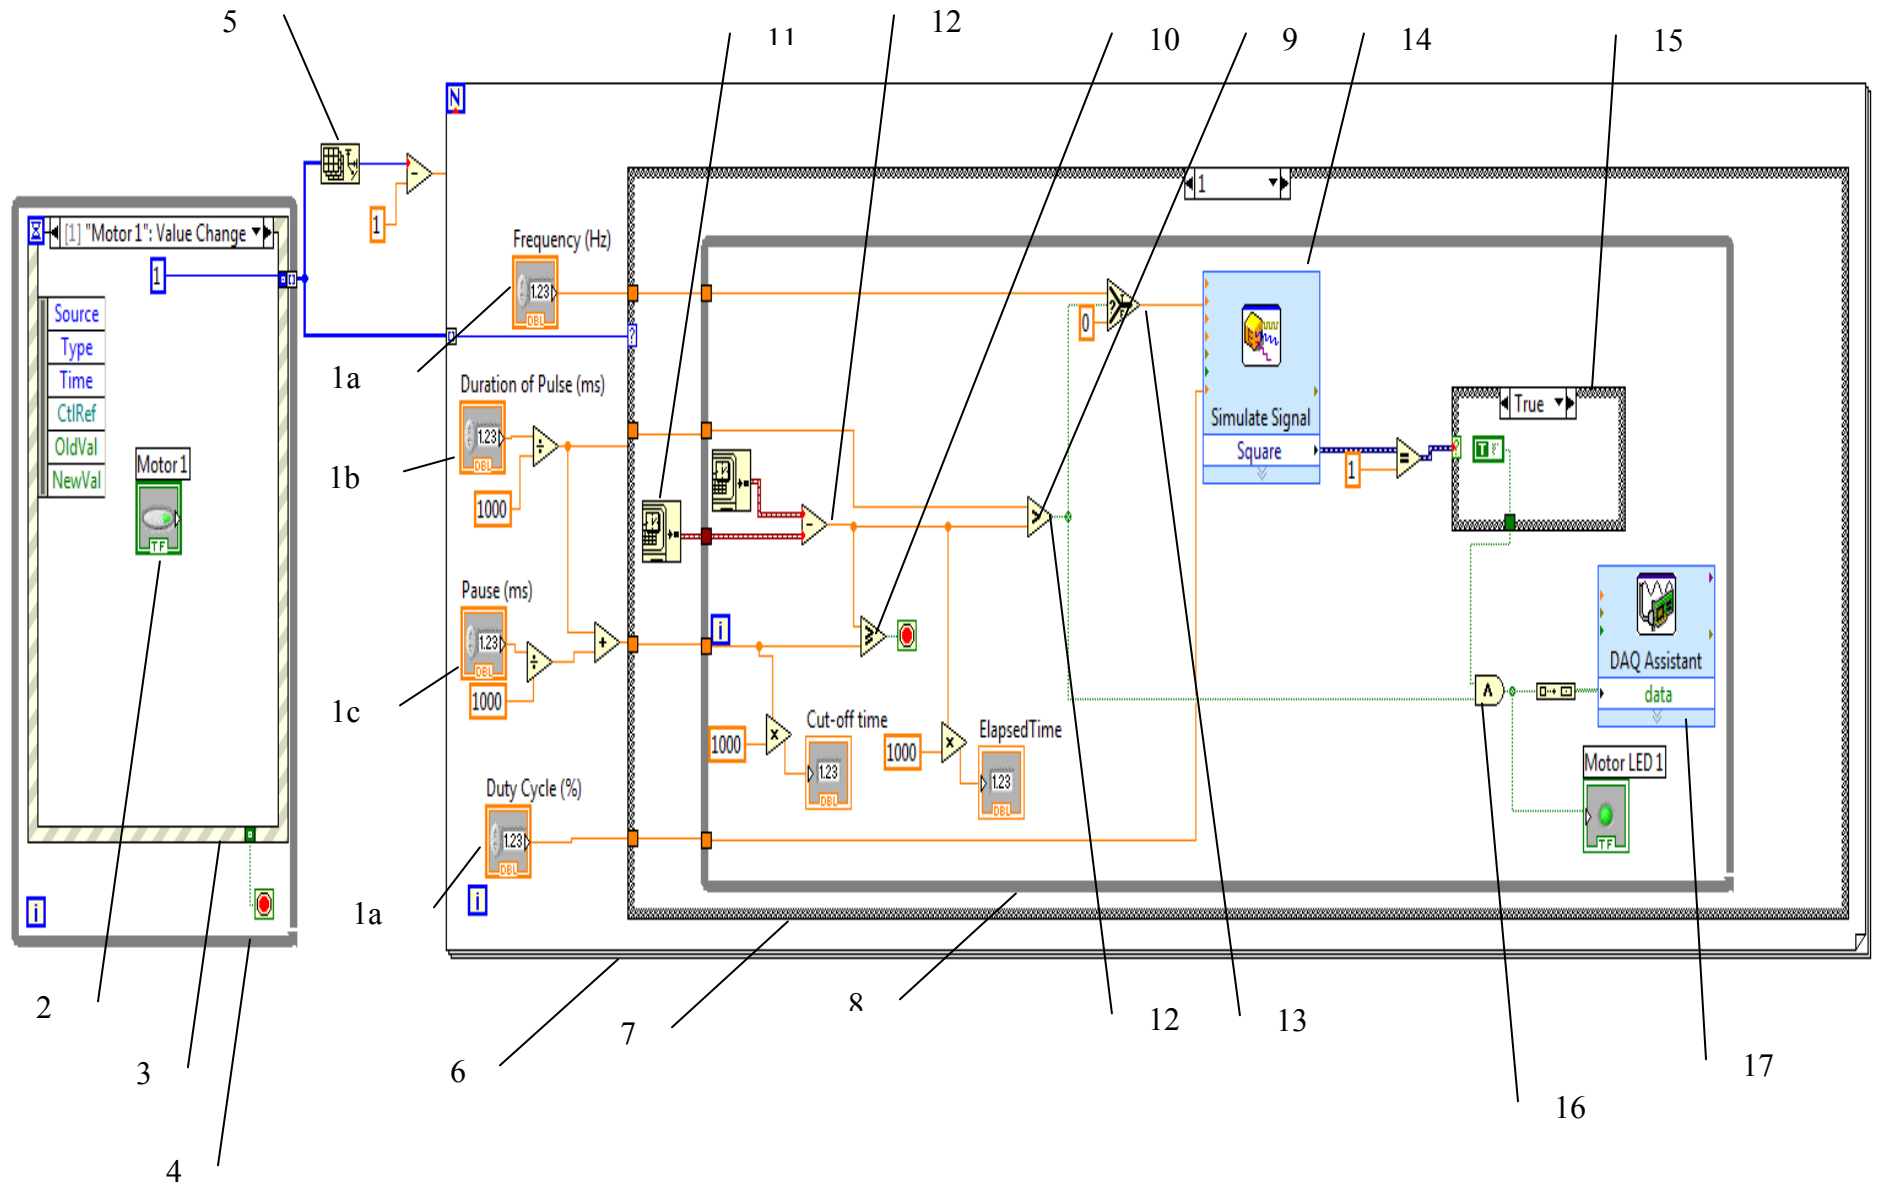 5
11
12
10
9
14
15
N
[1] "Motor 1": Value Change
1
Source
Type
Time
CtlRef
OldVal
NewVal
Motor 1
TF
i
1
Frequency (Hz)
1.23
DBL
1a
Duration of Pulse (ms)
1.23
DBL
1000
1b
Pause (ms)
1.23
DBL
1000
1c
Duty Cycle (%)
1.23
DBL
1a
i
1
0
i
1000
Cut-off time
1.23
DBL
1000
ElapsedTime
1.23
DBL
Simulate Signal
Square
1
True
T
DAQ Assistant
data
Motor LED 1
TF
2
3
4
6
7
8
12
13
16
17